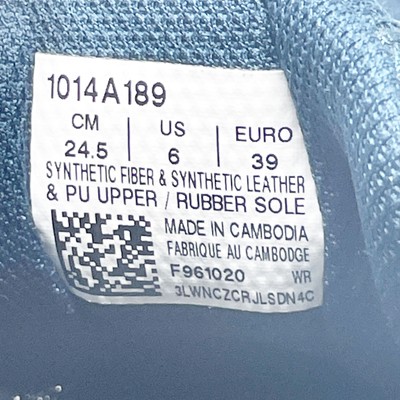 1014A189
CM | US | EURO
24.5 | 6 | 39
SYNTHETIC FIBER & SYNTHETIC LEATHER
& PU UPPER / RUBBER SOLE
MADE IN CAMBODIA
FABRIQUE AU CAMBODGE
F961020 WR
3LWNCZCRJLSDN4C